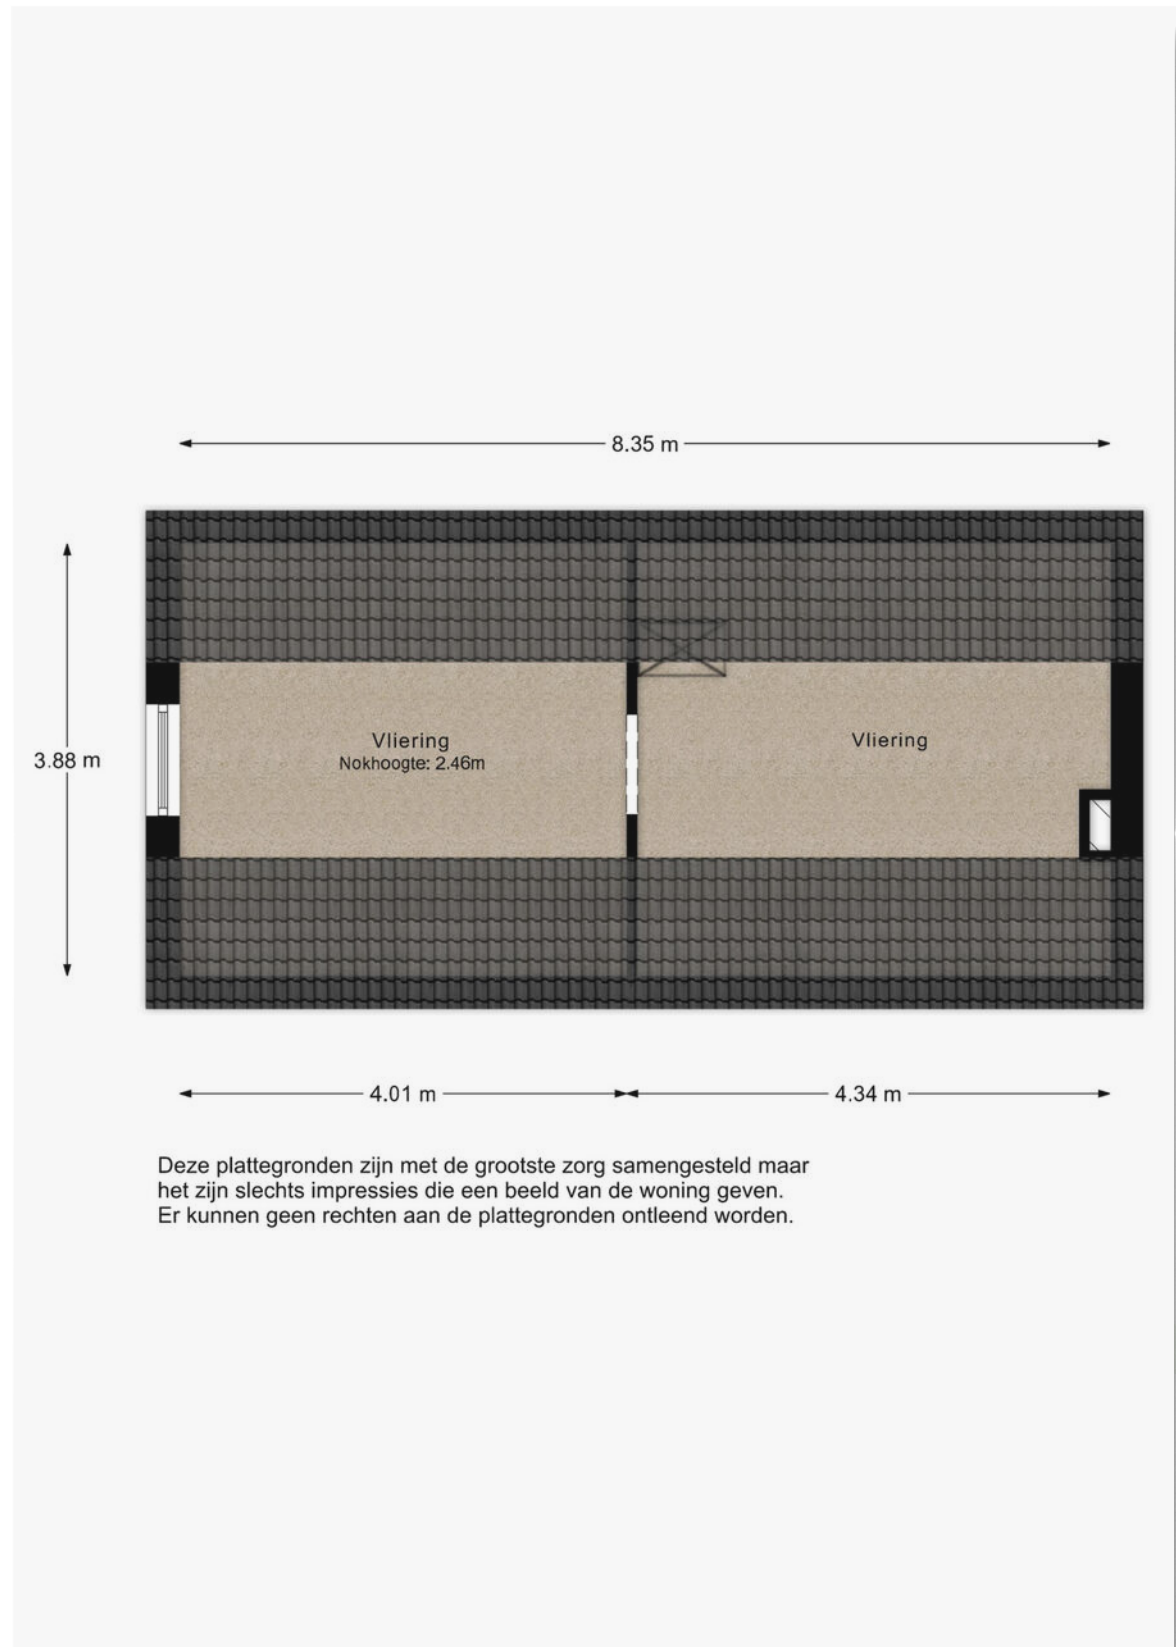 8.35 m
3.88 m
Vliering
Nokhoogte: 2.46m
Vliering
4.01 m
4.34 m
Deze plattegronden zijn met de grootste zorg samengesteld maar
het zijn slechts impressies die een beeld van de woning geven.
Er kunnen geen rechten aan de plattegronden ontleend worden.